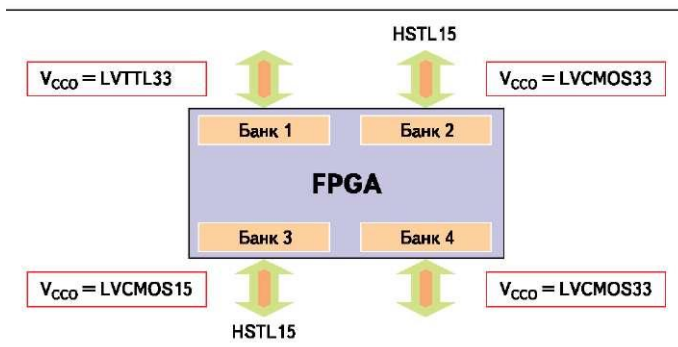 HSTL15
V_CCO = LVTTL33
V_CCO = LVCMOS33
Банк 1
Банк 2
FPGA
Банк 3
Банк 4
V_CCO = LVCMOS15
V_CCO = LVCMOS33
HSTL15